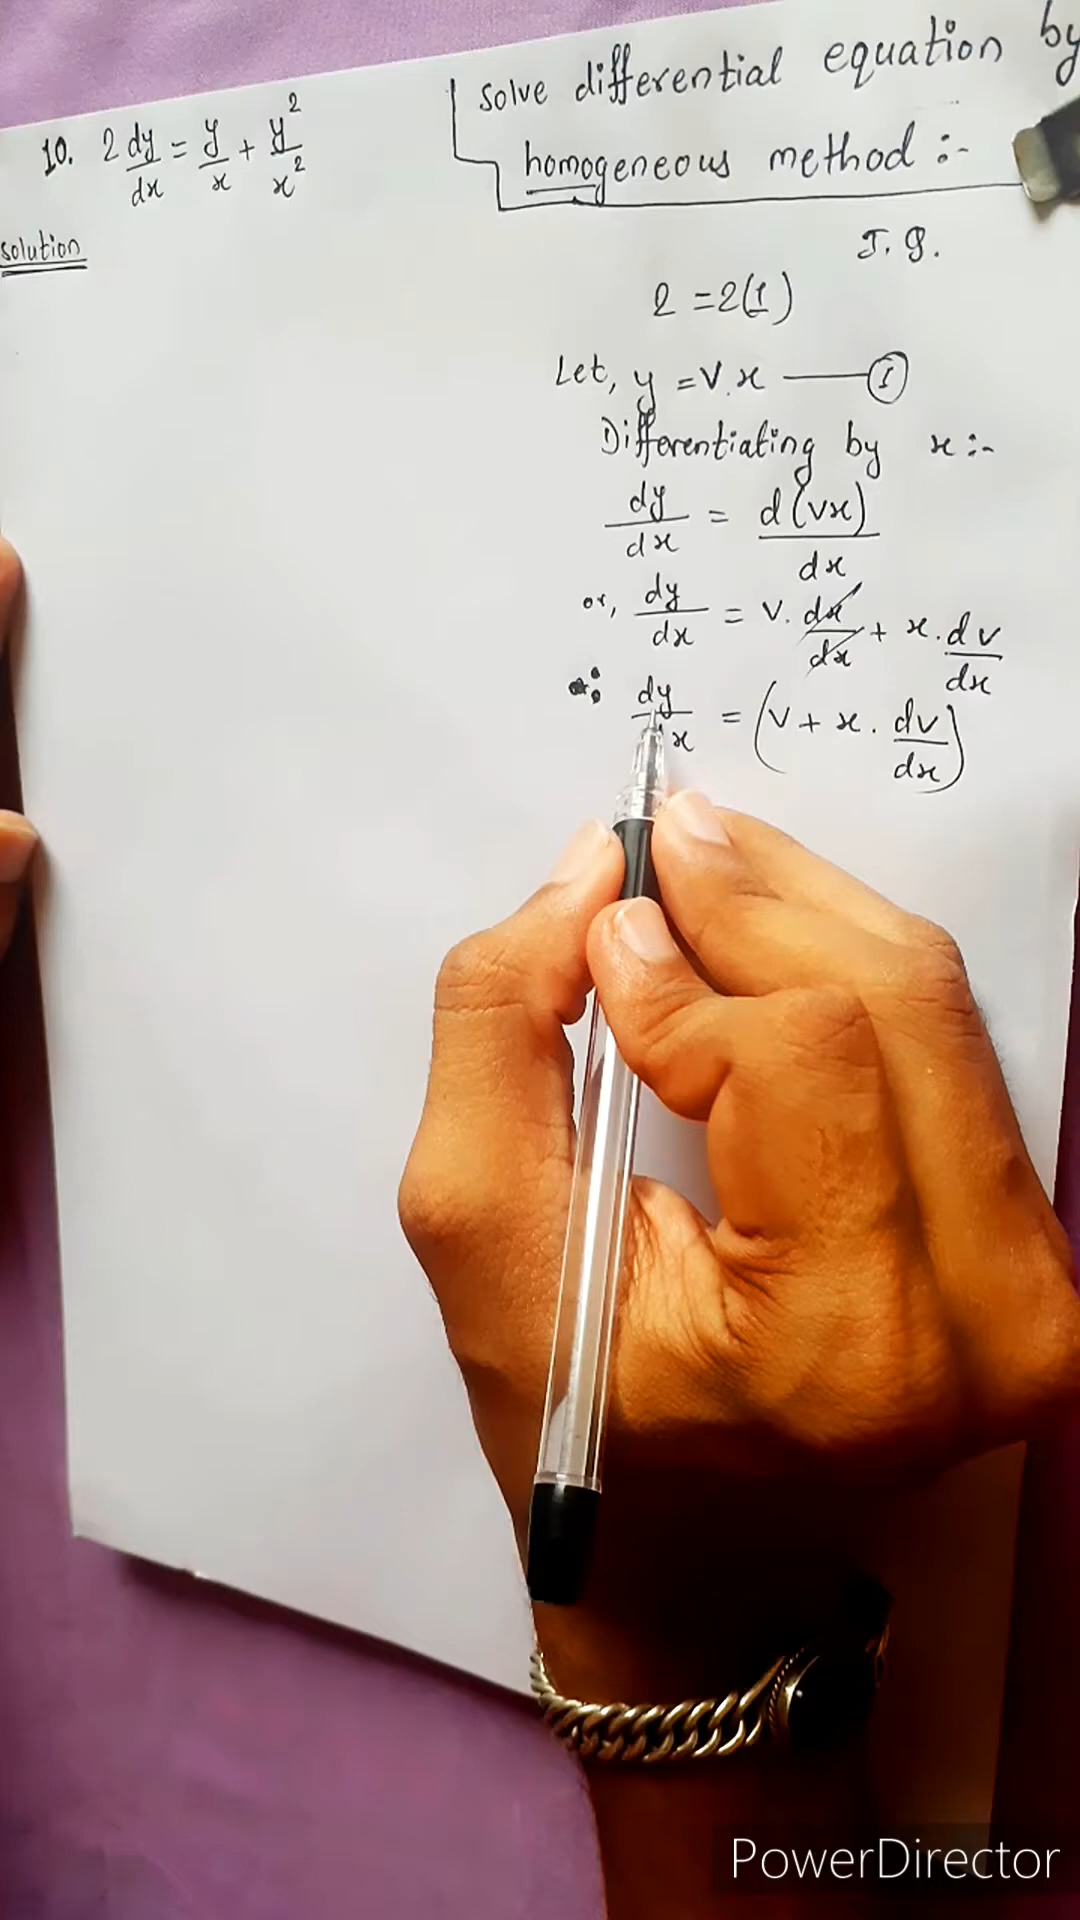 solve differential equation by
homogeneous method :-
10. 2 dy/dx = y/x + y²/x²
solution
I. f.
2 = 2(1)
Let, y = v.x —— (I)
Differentiating by x :-
dy/dx = d(vx)/dx
or, dy/dx = v. dx/dx + x. dv/dx
∴ dy/dx = (v + x. dv/dx)
PowerDirector